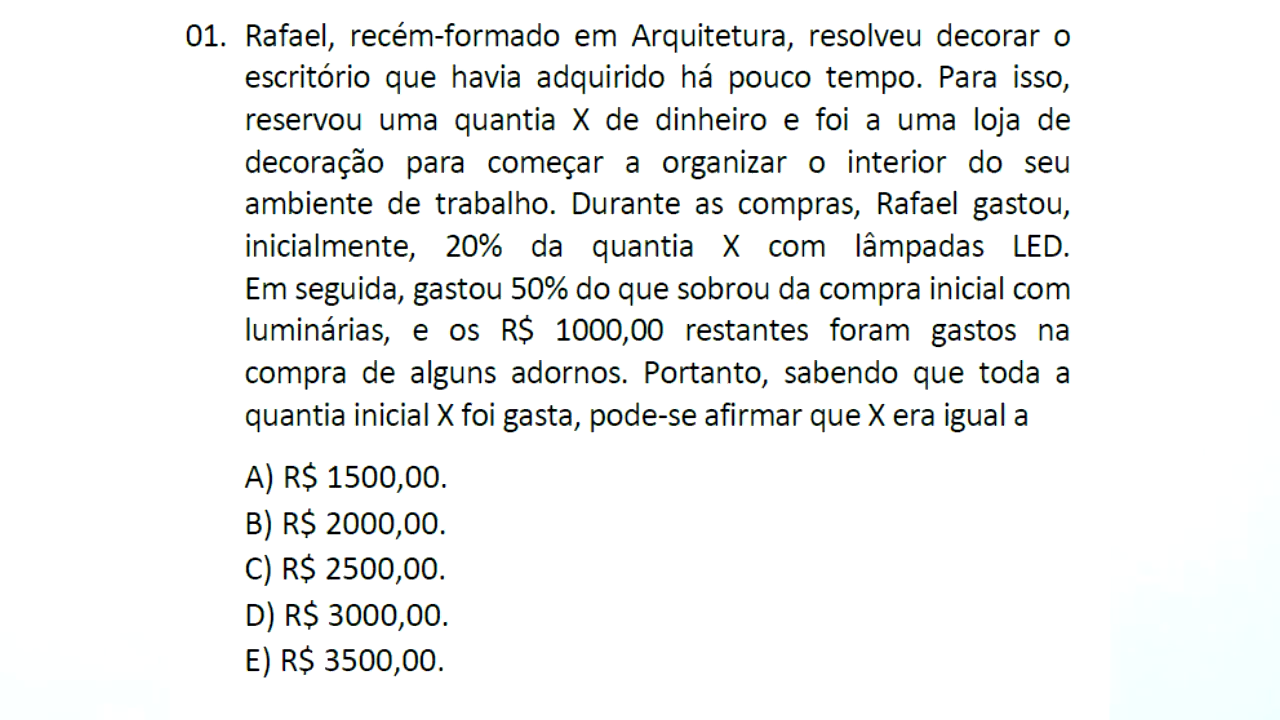 01. Rafael, recém-formado em Arquitetura, resolveu decorar o
escritório que havia adquirido há pouco tempo. Para isso,
reservou uma quantia X de dinheiro e foi a uma loja de
decoração para começar a organizar o interior do seu
ambiente de trabalho. Durante as compras, Rafael gastou,
inicialmente, 20% da quantia X com lâmpadas LED.
Em seguida, gastou 50% do que sobrou da compra inicial com
luminárias, e os R$ 1000,00 restantes foram gastos na
compra de alguns adornos. Portanto, sabendo que toda a
quantia inicial X foi gasta, pode-se afirmar que X era igual a
A) R$ 1500,00.
B) R$ 2000,00.
C) R$ 2500,00.
D) R$ 3000,00.
E) R$ 3500,00.